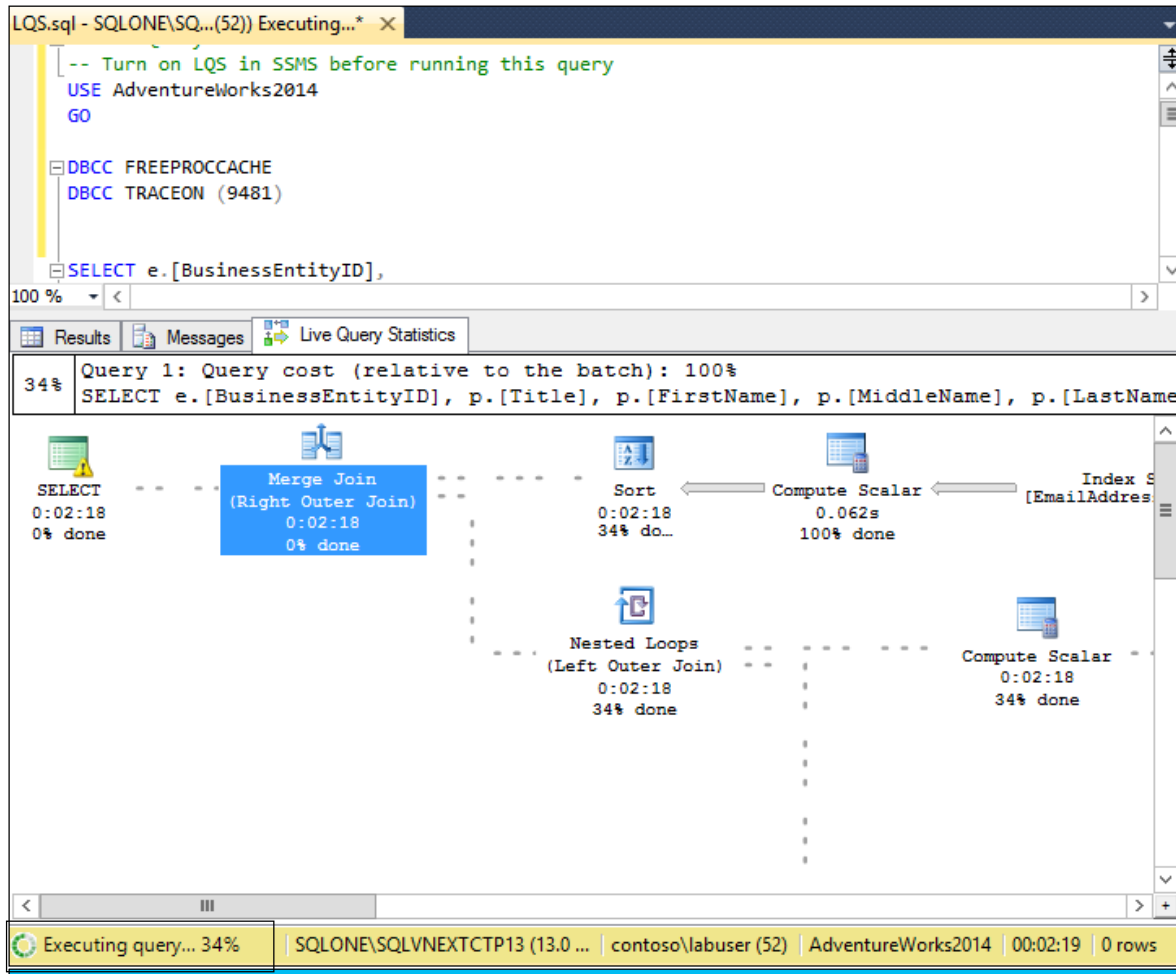 LQS.sql - SQLONE\SQ...(52)) Executing...*
-- Turn on LQS in SSMS before running this query
USE AdventureWorks2014
GO
DBCC FREEPROCCACHE
DBCC TRACEON (9481)
SELECT e.[BusinessEntityID],
100 %
Results Messages Live Query Statistics
34% Query 1: Query cost (relative to the batch): 100%
SELECT e.[BusinessEntityID], p.[Title], p.[FirstName], p.[MiddleName], p.[LastName
SELECT
0:02:18
0% done
Merge Join
(Right Outer Join)
0:02:18
0% done
Sort
0:02:18
34% do...
Compute Scalar
0.062s
100% done
Index S
[EmailAddres
Nested Loops
(Left Outer Join)
0:02:18
34% done
Compute Scalar
0:02:18
34% done
Executing query... 34% SQLONE\SQLVNEXTCTP13 (13.0 ... contoso\labuser (52) AdventureWorks2014 00:02:19 0 rows